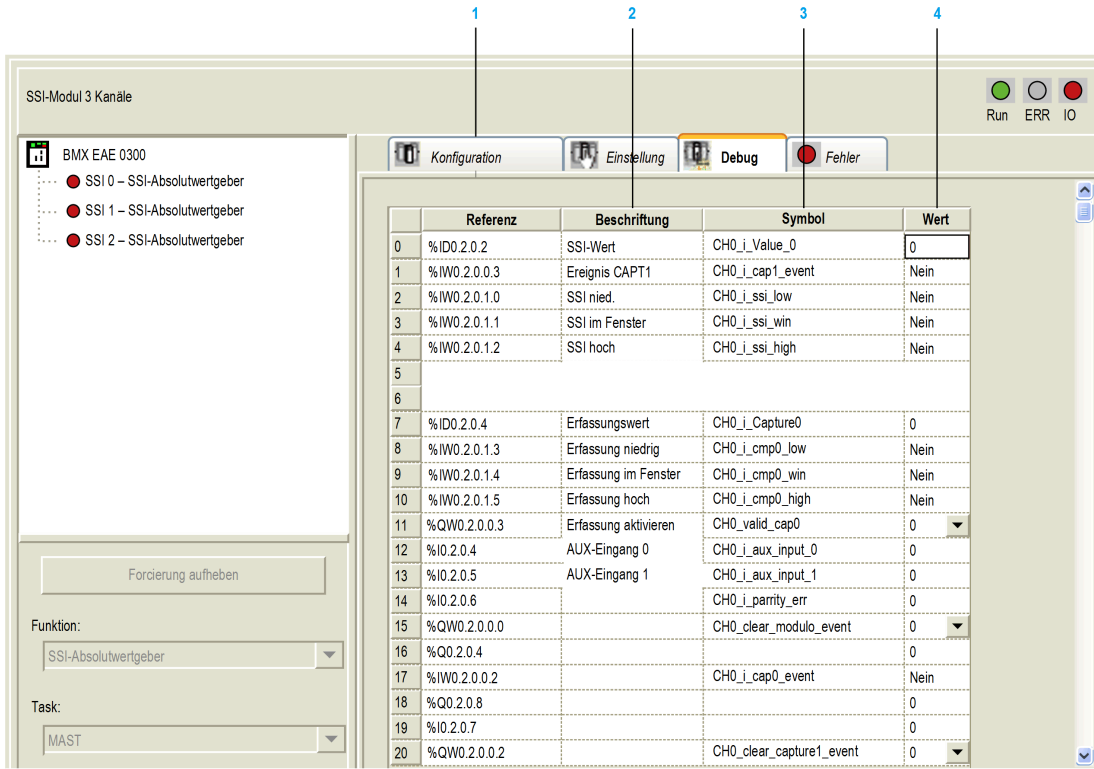 1 2 3 4
SSI-Modul 3 Kanäle
Run ERR IO
BMX EAE 0300
SSI 0 – SSI-Absolutwertgeber
SSI 1 – SSI-Absolutwertgeber
SSI 2 – SSI-Absolutwertgeber
Forcierung aufheben
Funktion:
SSI-Absolutwertgeber
Task:
MAST
Konfiguration Einstellung Debug Fehler
Referenz Beschriftung Symbol Wert
0 %ID0.2.0.2 SSI-Wert CH0_i_Value_0 0
1 %IW0.2.0.0.3 Ereignis CAPT1 CH0_i_cap1_event Nein
2 %IW0.2.0.1.0 SSI nied. CH0_i_ssi_low Nein
3 %IW0.2.0.1.1 SSI im Fenster CH0_i_ssi_win Nein
4 %IW0.2.0.1.2 SSI hoch CH0_i_ssi_high Nein
5
6
7 %ID0.2.0.4 Erfassungswert CH0_i_Capture0 0
8 %IW0.2.0.1.3 Erfassung niedrig CH0_i_cmp0_low Nein
9 %IW0.2.0.1.4 Erfassung im Fenster CH0_i_cmp0_win Nein
10 %IW0.2.0.1.5 Erfassung hoch CH0_i_cmp0_high Nein
11 %QW0.2.0.0.3 Erfassung aktivieren CH0_valid_cap0 0
12 %I0.2.0.4 AUX-Eingang 0 CH0_i_aux_input_0 0
13 %I0.2.0.5 AUX-Eingang 1 CH0_i_aux_input_1 0
14 %I0.2.0.6 CH0_i_parrity_err 0
15 %QW0.2.0.0.0 CH0_clear_modulo_event 0
16 %Q0.2.0.4 0
17 %IW0.2.0.0.2 CH0_i_cap0_event Nein
18 %Q0.2.0.8 0
19 %I0.2.0.7 0
20 %QW0.2.0.0.2 CH0_clear_capture1_event 0